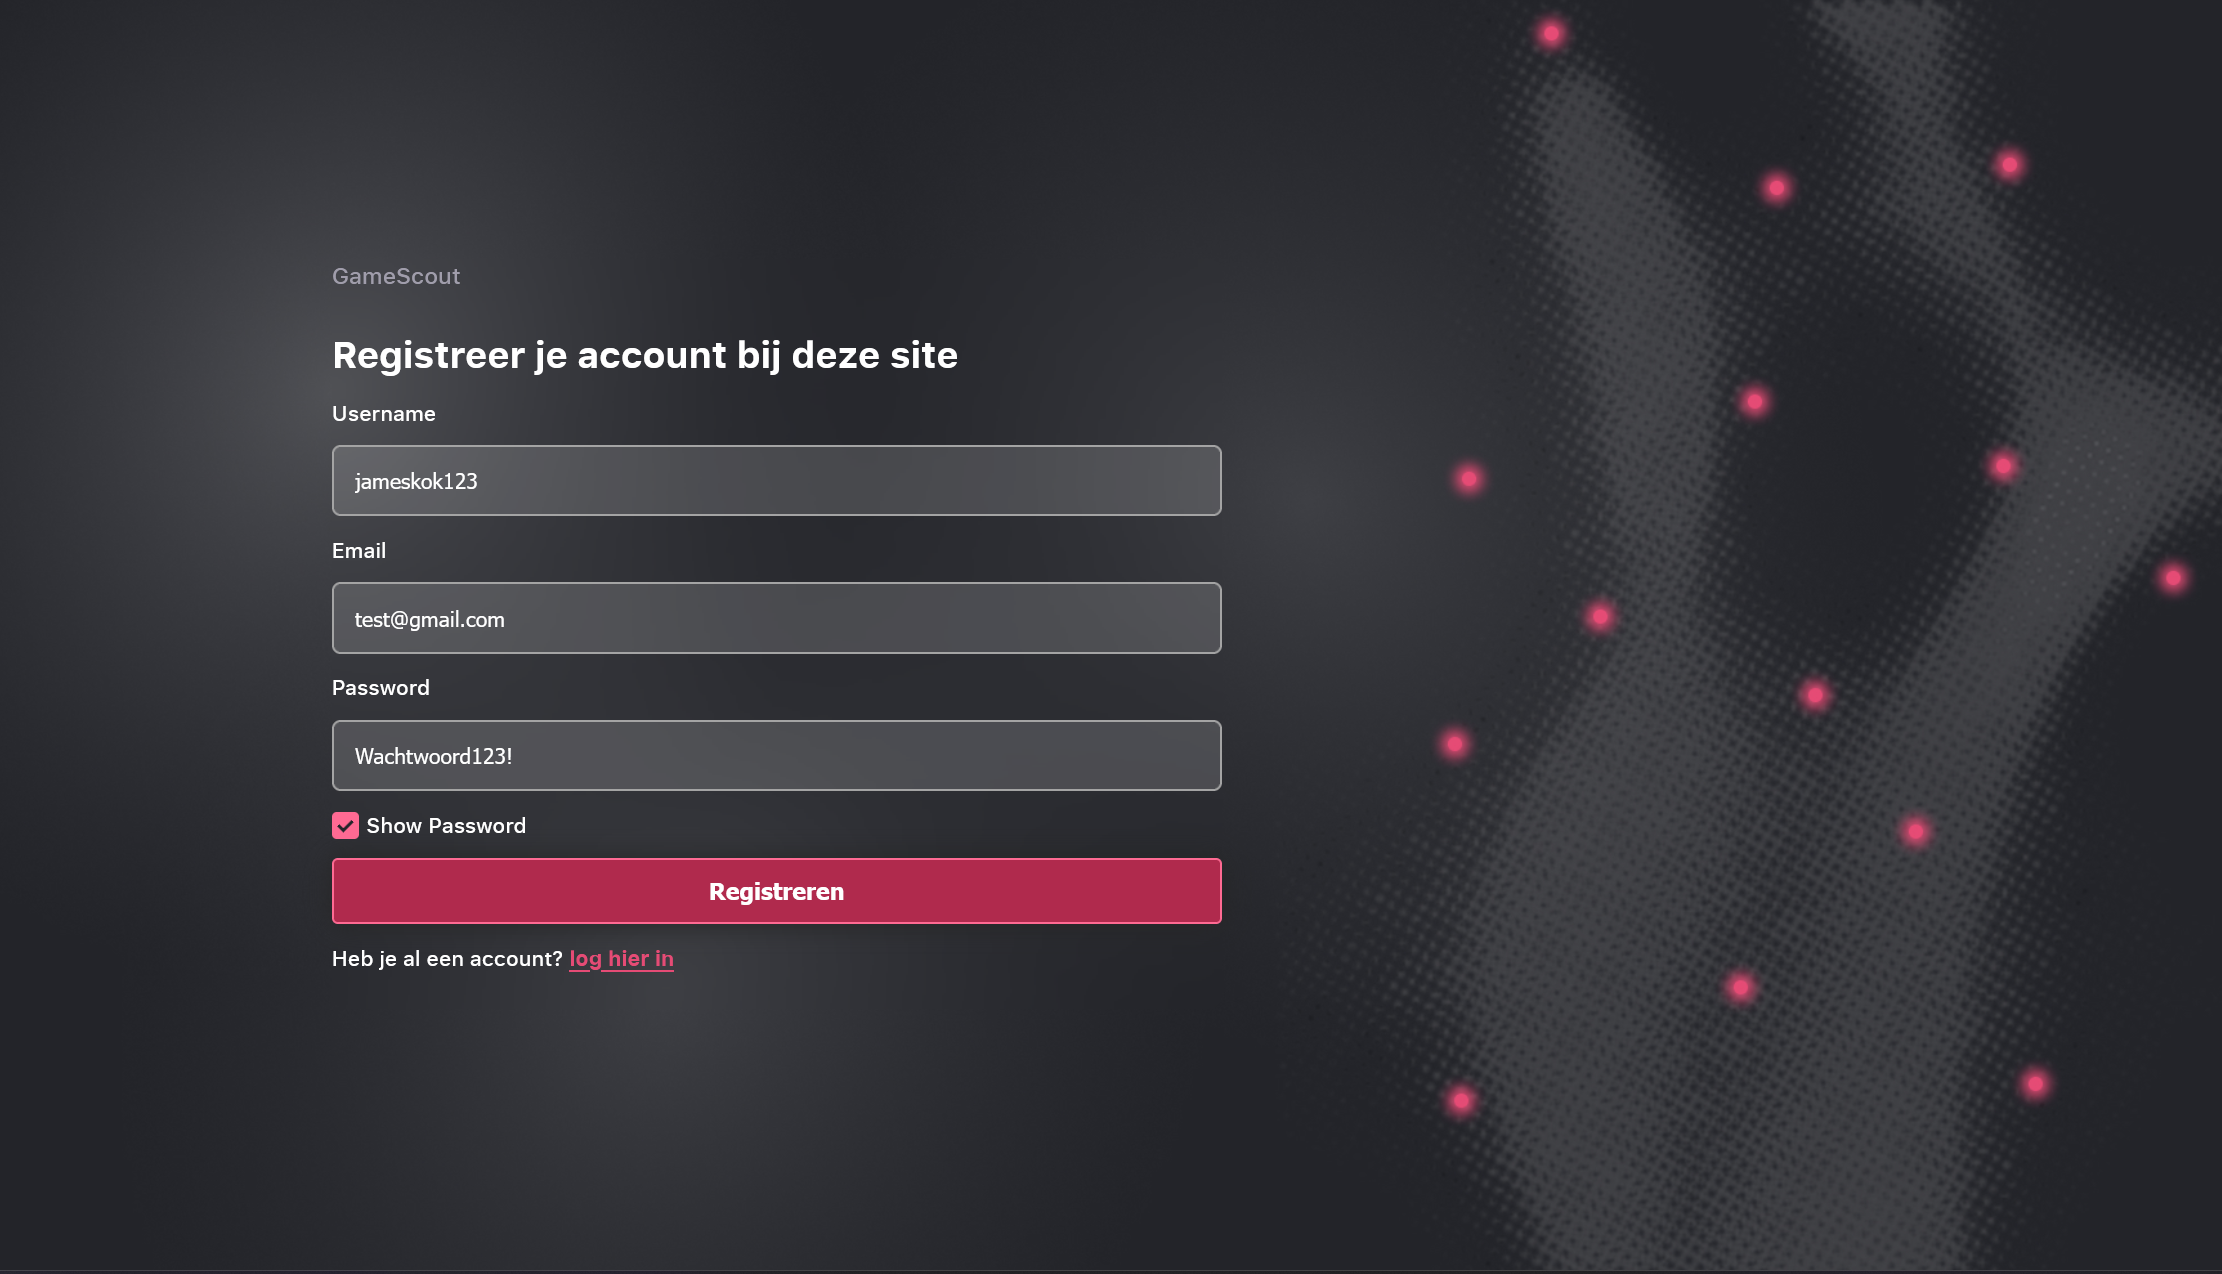 GameScout
Registreer je account bij deze site
Username
jameskok123
Email
test@gmail.com
Password
Wachtwoord123!
Show Password
Registreren
Heb je al een account? log hier in